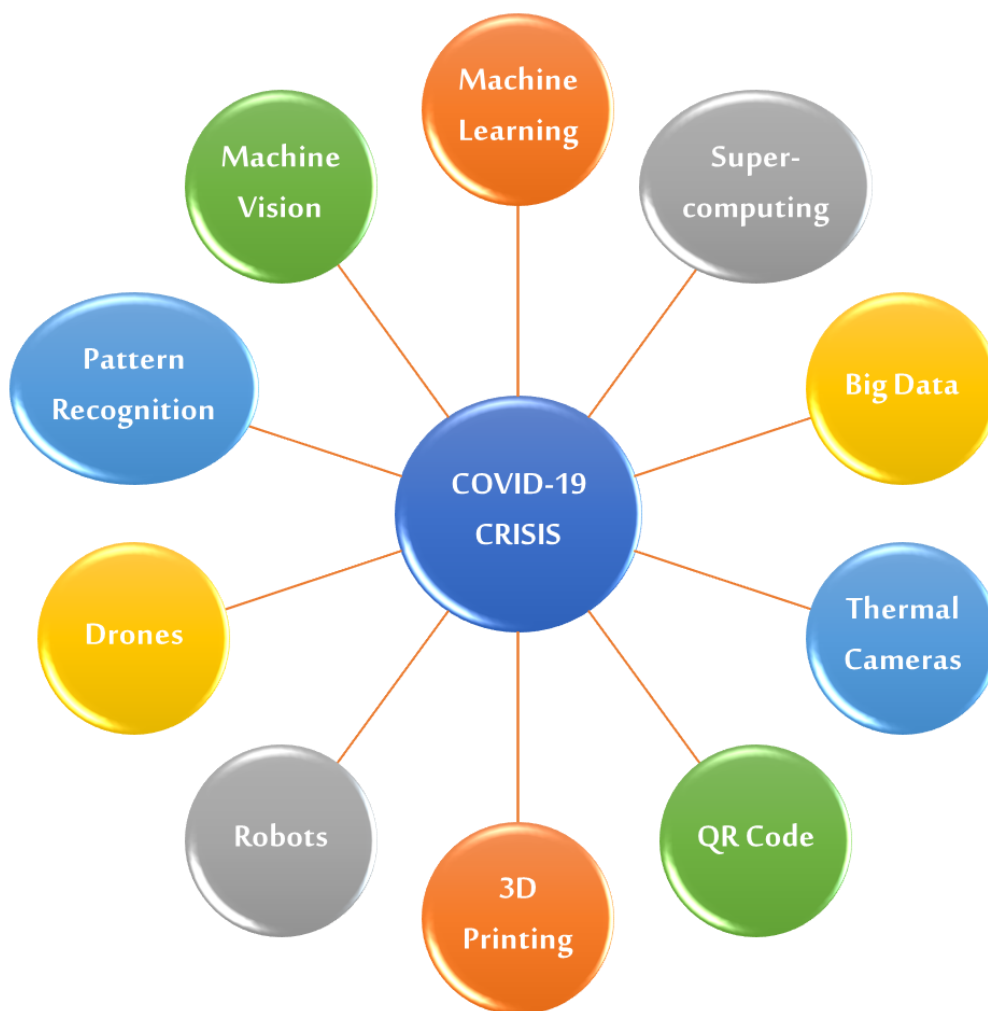 Machine
Learning
Super-
computing
Big Data
Thermal
Cameras
QR Code
3D
Printing
Robots
Drones
Pattern
Recognition
Machine
Vision
COVID-19
CRISIS